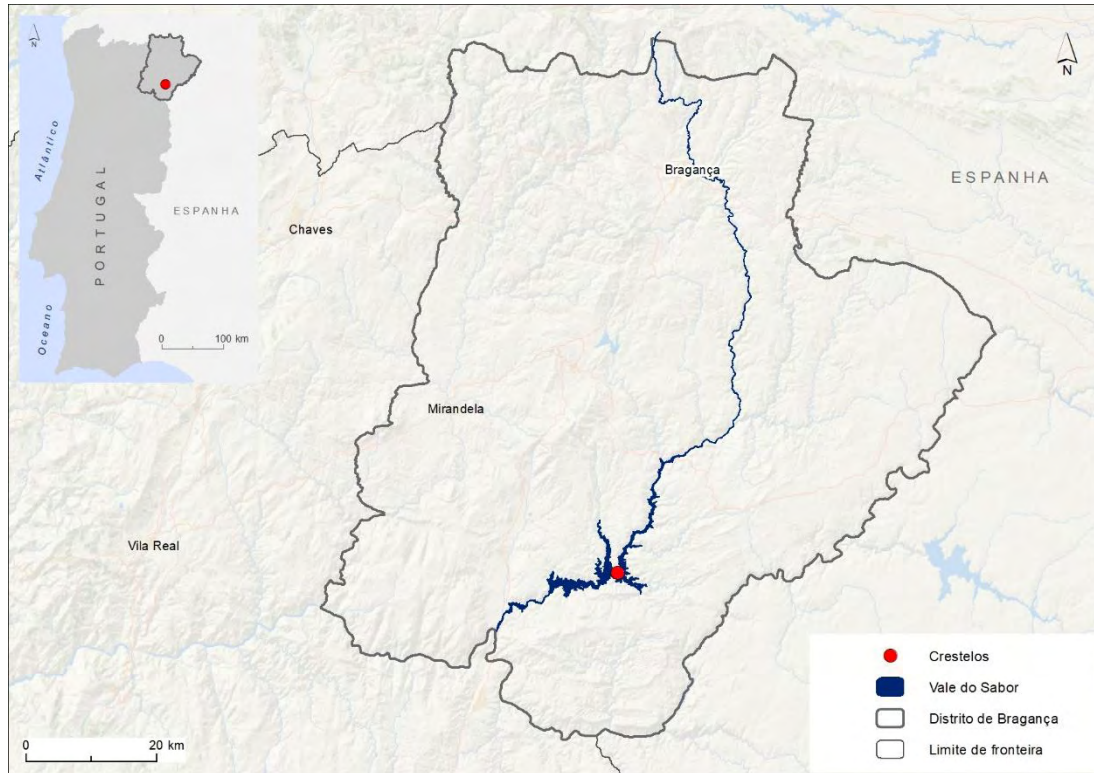 N
Atlântico
Oceano
PORTUGAL
ESPANHA
0 100 km
N
Bragança
ESPANHA
Chaves
Mirandela
Vila Real
0 20 km
Crestelos
Vale do Sabor
Distrito de Bragança
Limite de fronteira